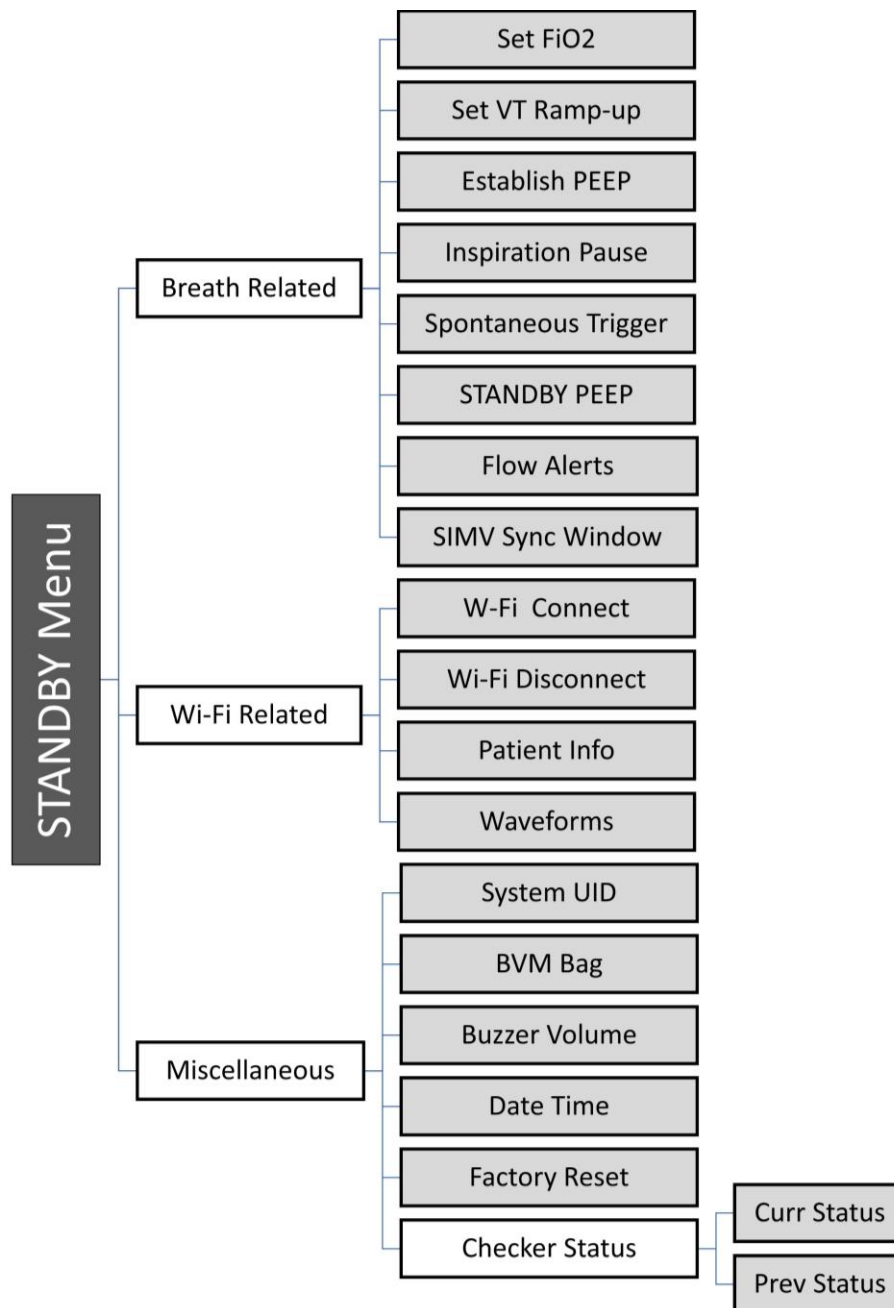 STANDBY Menu
Breath Related
Set FiO2
Set VT Ramp-up
Establish PEEP
Inspiration Pause
Spontaneous Trigger
STANDBY PEEP
Flow Alerts
SIMV Sync Window
Wi-Fi Related
W-Fi Connect
Wi-Fi Disconnect
Patient Info
Waveforms
Miscellaneous
System UID
BVM Bag
Buzzer Volume
Date Time
Factory Reset
Checker Status
Curr Status
Prev Status